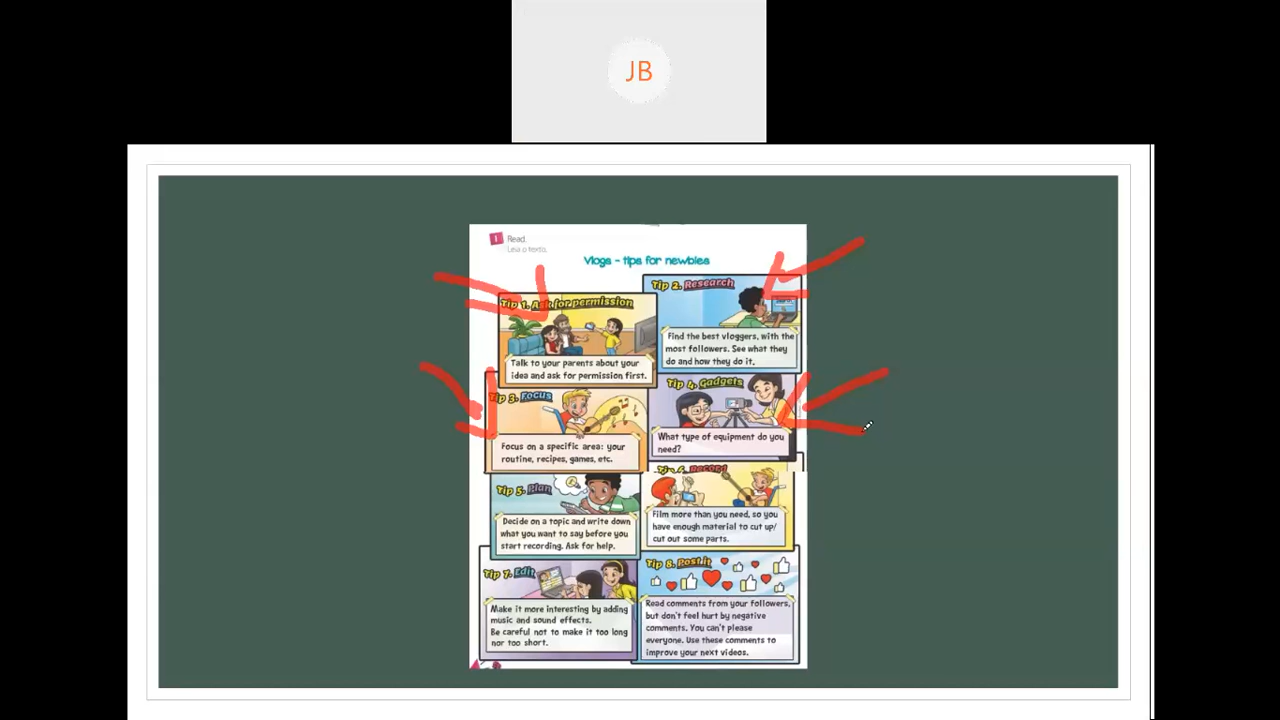 JB
1 Read.
Leia o texto.
Vlogs - tips for newbies
Tip 1. Ask for permission
Talk to your parents about your
idea and ask for permission first.
Tip 2. Research
Find the best vloggers, with the
most followers. See what they
do and how they do it.
Tip 3. Focus
Focus on a specific area: your
routine, recipes, games, etc.
Tip 4. Gadgets
What type of equipment do you
need?
Tip 5. Plan
Decide on a topic and write down
what you want to say before you
start recording. Ask for help.
Tip 6. Record
Film more than you need, so you
have enough material to cut up/
cut out some parts.
Tip 7. Edit
Make it more interesting by adding
music and sound effects.
Be careful not to make it too long
nor too short.
Tip 8. Post it
Read comments from your followers,
but don't feel hurt by negative
comments. You can't please
everyone. Use these comments to
improve your next videos.